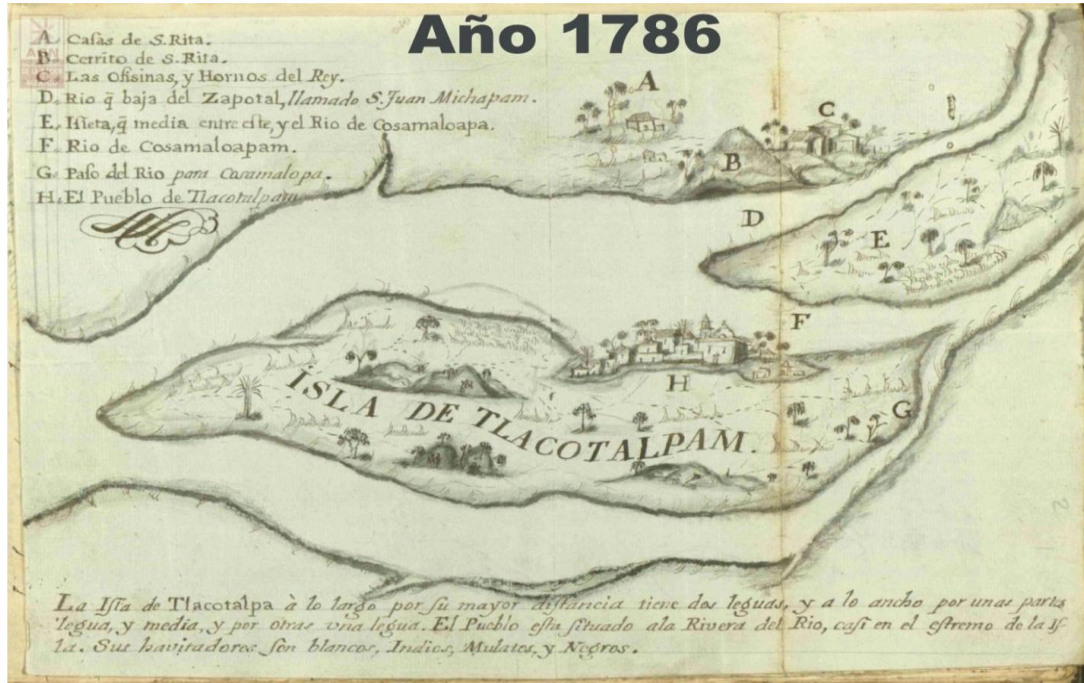 Año 1786
A. Casas de S. Rita.
B. Cerrito de S. Rita.
C. Las Ofisinas, y Hornos del Rey.
D. Rio q̃ baja del Zapotal, llamado S. Juan Michapam.
E. Isleta, q̃ media entre este, y el Rio de Cosamaloapa.
F. Rio de Cosamaloapam.
G. Paso del Rio para Cosamalopa.
H. El Pueblo de Tlacotalpam
A
B
C
D
E
F
H
G
ISLA DE TLACOTALPAM.
La Isla de Tlacotalpa à lo largo por su mayor distancia tiene dos leguas, y a lo ancho por unas partes
legua, y media, y por otras vna legua. El Pueblo esta situado ala Rivera del Rio, casi en el estremo de la Is
la. Sus havitadores son blancos, Indios, Mulatos, y Negros.